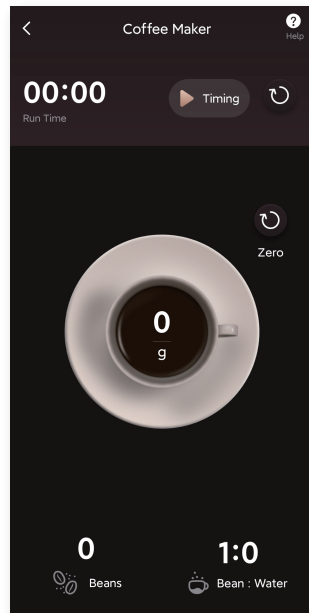 Coffee Maker
?
Help
00:00
Run Time
Timing
Zero
0
g
0
Beans
1:0
Bean : Water